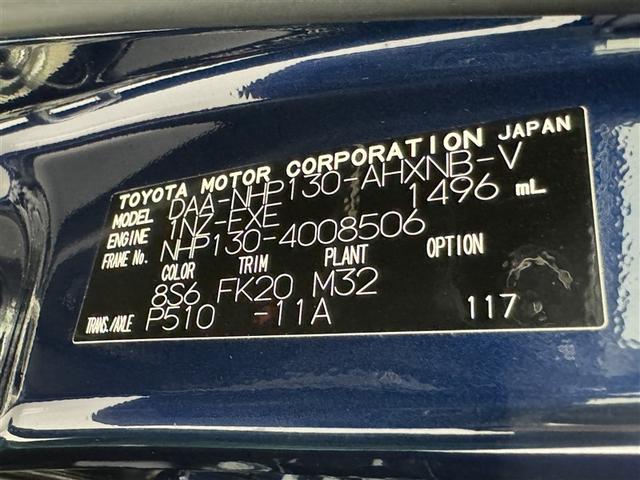 TOYOTA MOTOR CORPORATION JAPAN
MODEL DAA-NHP130-AHXNB-V
ENGINE 1NZ-FXE 1496 mL
FRAME No. NHP130-4008506
COLOR TRIM PLANT OPTION
8S6 FK20 M32
TRANS./AXLE P510 -11A 117